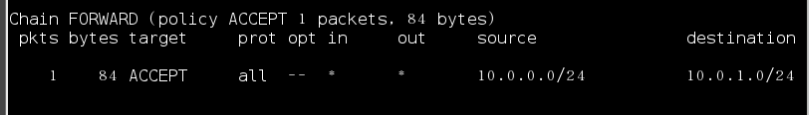 Chain FORWARD (policy ACCEPT 1 packets. 84 bytes)
pkts bytes target prot opt in out source destination
1 84 ACCEPT all -- * * 10.0.0.0/24 10.0.1.0/24